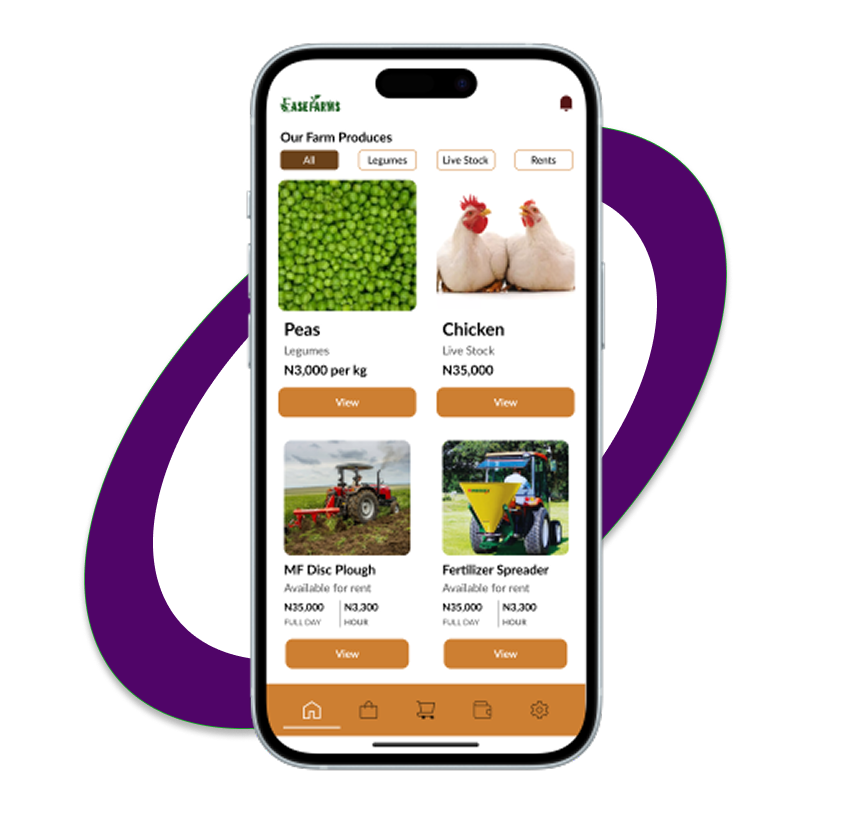 EASEFARMS
Our Farm Produces
All Legumes Live Stock Rents
Peas
Legumes
N3,000 per kg
View
Chicken
Live Stock
N35,000
View
MF Disc Plough
Available for rent
N35,000 N3,300
FULL DAY HOUR
View
Fertilizer Spreader
Available for rent
N35,000 N3,300
FULL DAY HOUR
View